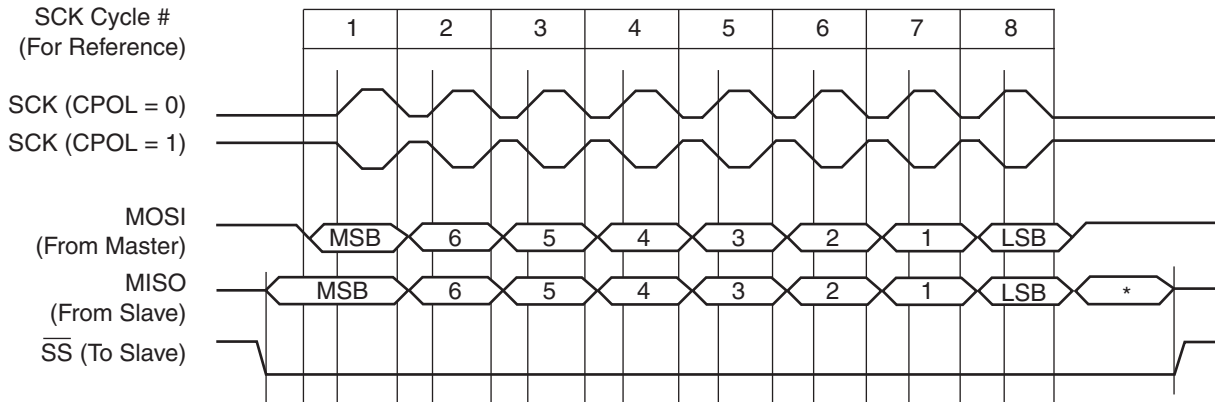 SCK Cycle #
(For Reference)
1 2 3 4 5 6 7 8
SCK (CPOL = 0)
SCK (CPOL = 1)
MOSI
(From Master)
MSB 6 5 4 3 2 1 LSB
MISO
(From Slave)
MSB 6 5 4 3 2 1 LSB *
SS (To Slave)